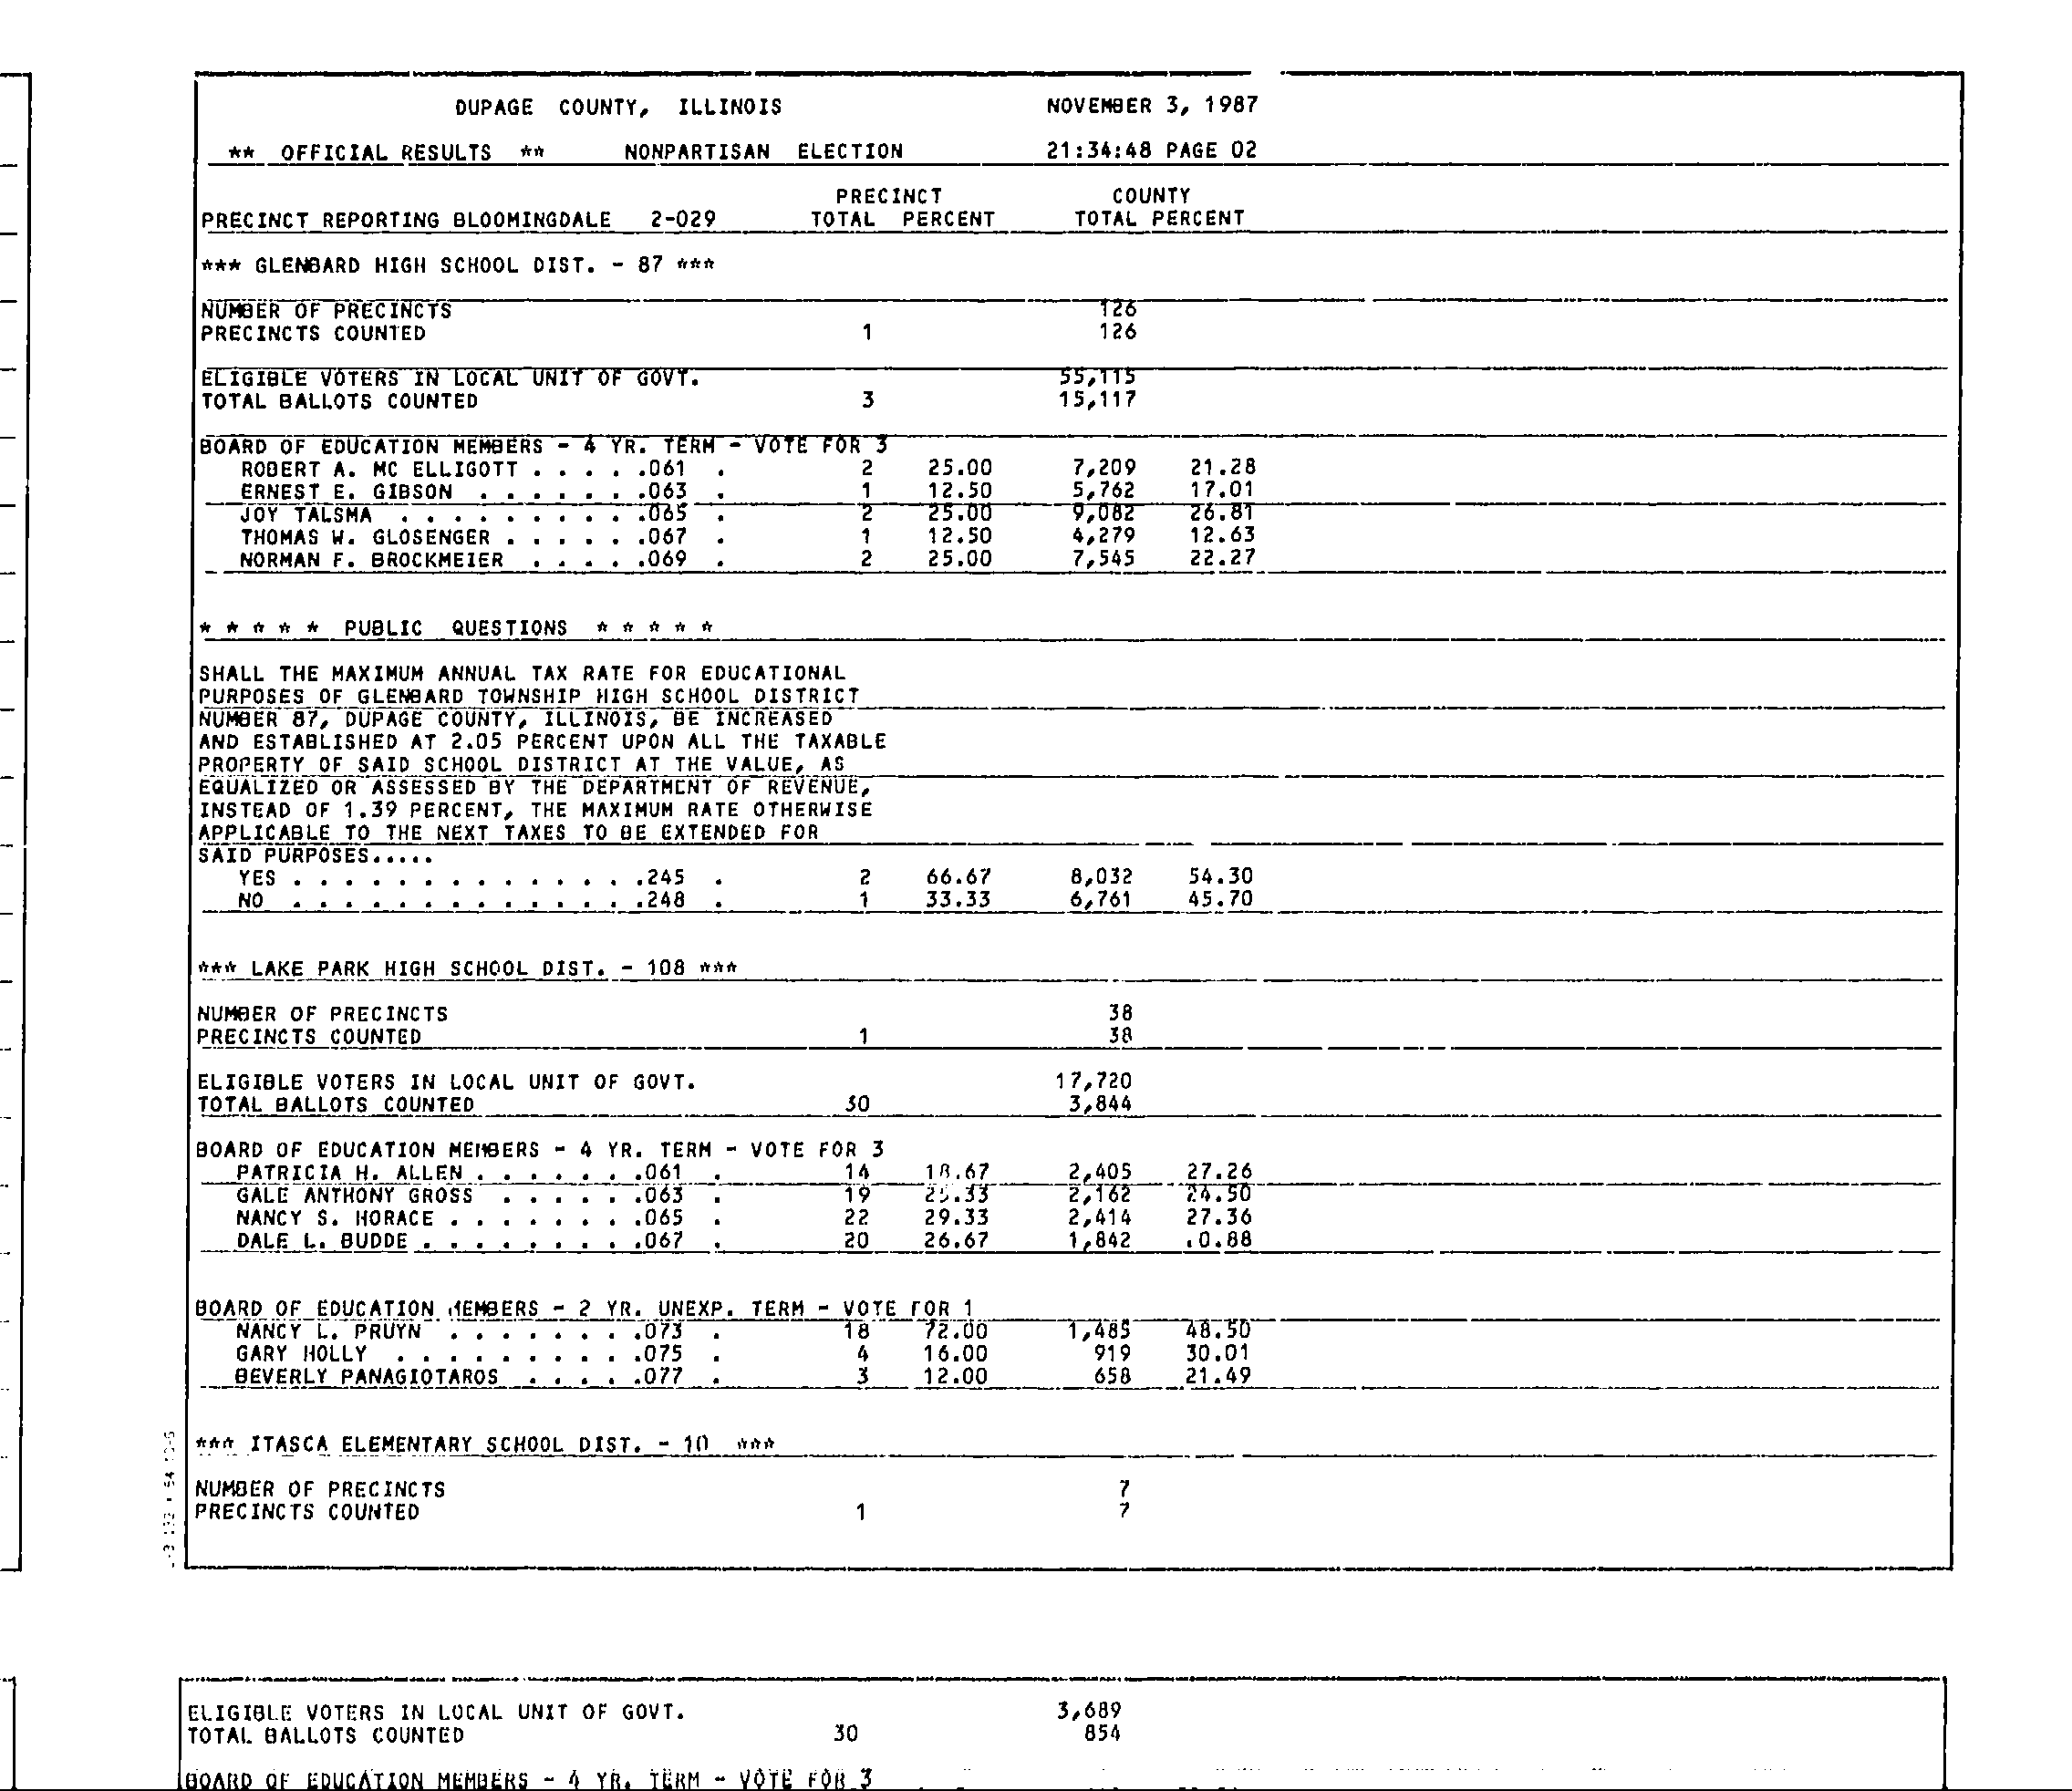 DUPAGE COUNTY, ILLINOIS NOVEMBER 3, 1987
** OFFICIAL RESULTS ** NONPARTISAN ELECTION 21:34:48 PAGE 02
PRECINCT COUNTY
PRECINCT REPORTING BLOOMINGDALE 2-029 TOTAL PERCENT TOTAL PERCENT
*** GLENBARD HIGH SCHOOL DIST. - 87 ***
NUMBER OF PRECINCTS 126
PRECINCTS COUNTED 1 126
ELIGIBLE VOTERS IN LOCAL UNIT OF GOVT. 55,115
TOTAL BALLOTS COUNTED 3 15,117
BOARD OF EDUCATION MEMBERS - 4 YR. TERM - VOTE FOR 3
ROBERT A. MC ELLIGOTT . . . . .061 . 2 25.00 7,209 21.28
ERNEST E. GIBSON . . . . . . .063 . 1 12.50 5,762 17.01
JOY TALSMA . . . . . . . . . .065 . 2 25.00 9,082 26.81
THOMAS W. GLOSENGER . . . . . .067 . 1 12.50 4,279 12.63
NORMAN F. BROCKMEIER . . . . .069 . 2 25.00 7,545 22.27
* * * * * PUBLIC QUESTIONS * * * * *
SHALL THE MAXIMUM ANNUAL TAX RATE FOR EDUCATIONAL
PURPOSES OF GLENBARD TOWNSHIP HIGH SCHOOL DISTRICT
NUMBER 87, DUPAGE COUNTY, ILLINOIS, BE INCREASED
AND ESTABLISHED AT 2.05 PERCENT UPON ALL THE TAXABLE
PROPERTY OF SAID SCHOOL DISTRICT AT THE VALUE, AS
EQUALIZED OR ASSESSED BY THE DEPARTMENT OF REVENUE,
INSTEAD OF 1.39 PERCENT, THE MAXIMUM RATE OTHERWISE
APPLICABLE TO THE NEXT TAXES TO BE EXTENDED FOR
SAID PURPOSES.....
YES . . . . . . . . . . . . . .245 . 2 66.67 8,032 54.30
NO . . . . . . . . . . . . . .248 . 1 33.33 6,761 45.70
*** LAKE PARK HIGH SCHOOL DIST. - 108 ***
NUMBER OF PRECINCTS 38
PRECINCTS COUNTED 1 38
ELIGIBLE VOTERS IN LOCAL UNIT OF GOVT. 17,720
TOTAL BALLOTS COUNTED 30 3,844
BOARD OF EDUCATION MEMBERS - 4 YR. TERM - VOTE FOR 3
PATRICIA H. ALLEN . . . . . . .061 . 14 18.67 2,405 27.26
GALE ANTHONY GROSS . . . . . .063 . 19 25.33 2,162 24.50
NANCY S. HORACE . . . . . . . .065 . 22 29.33 2,414 27.36
DALE L. BUDDE . . . . . . . . .067 . 20 26.67 1,842 .0.88
BOARD OF EDUCATION MEMBERS - 2 YR. UNEXP. TERM - VOTE FOR 1
NANCY L. PRUYN . . . . . . . .073 . 18 72.00 1,485 48.50
GARY HOLLY . . . . . . . . . .075 . 4 16.00 919 30.01
BEVERLY PANAGIOTAROS . . . . .077 . 3 12.00 658 21.49
*** ITASCA ELEMENTARY SCHOOL DIST. - 10 ***
NUMBER OF PRECINCTS 7
PRECINCTS COUNTED 1 7
ELIGIBLE VOTERS IN LOCAL UNIT OF GOVT. 3,689
TOTAL BALLOTS COUNTED 30 854
BOARD OF EDUCATION MEMBERS - 4 YR. TERM - VOTE FOR 3